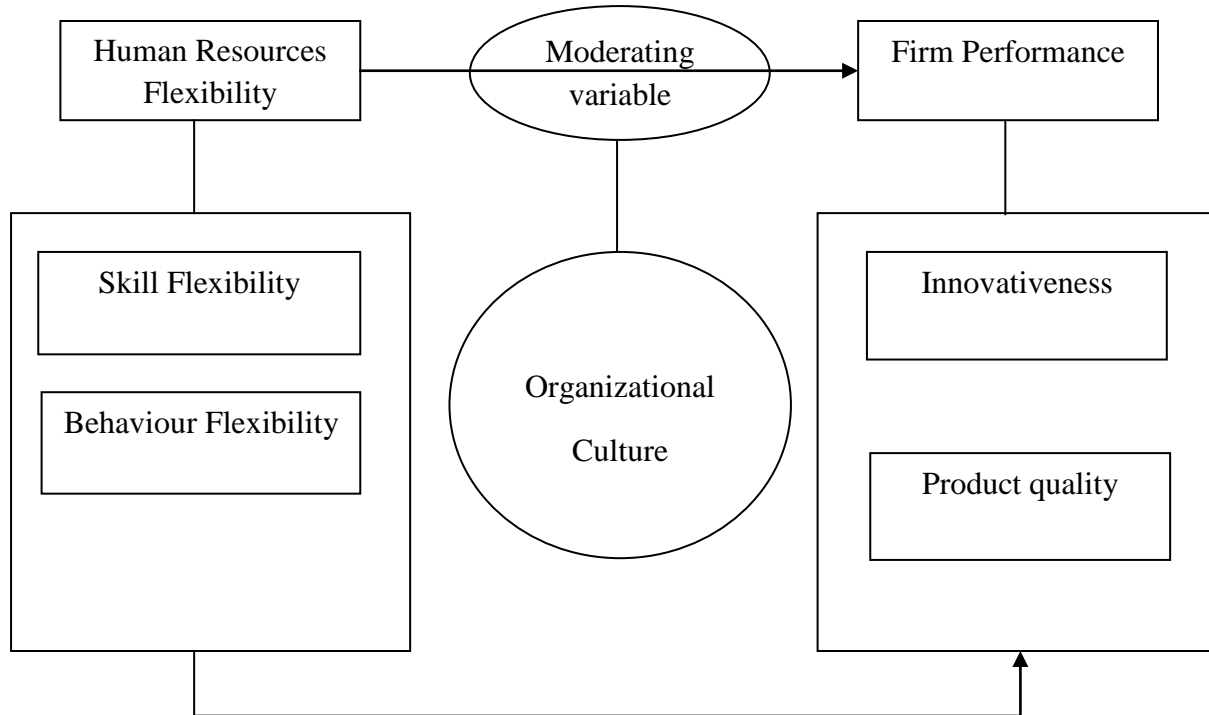 Human Resources
Flexibility
Moderating
variable
Firm Performance
Skill Flexibility
Behaviour Flexibility
Organizational
Culture
Innovativeness
Product quality